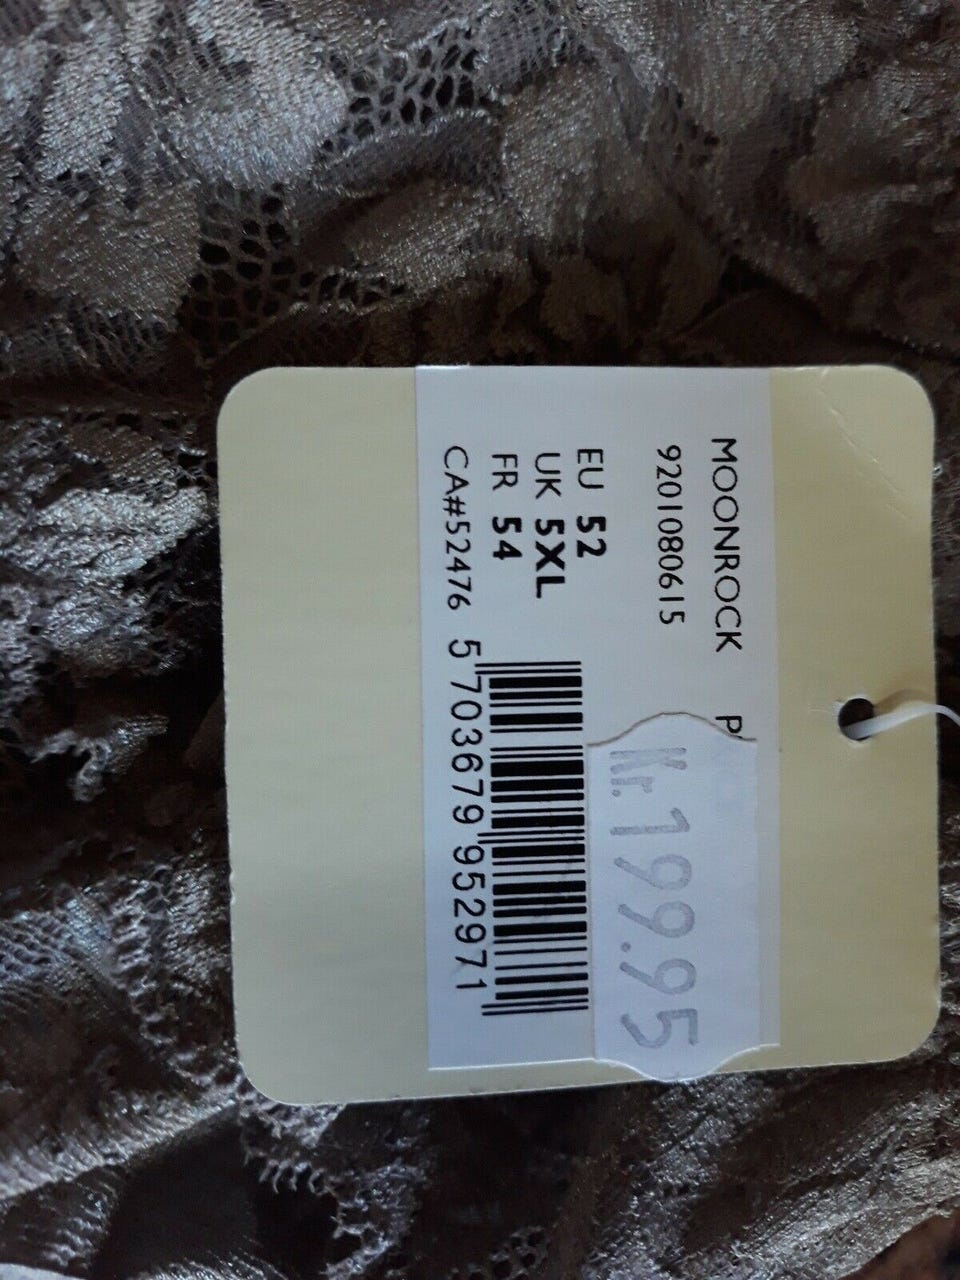 MOONROCK
9201080615
Kr.199.95
EU 52
UK 5XL
FR 54
CA#52476
5 703679 952971